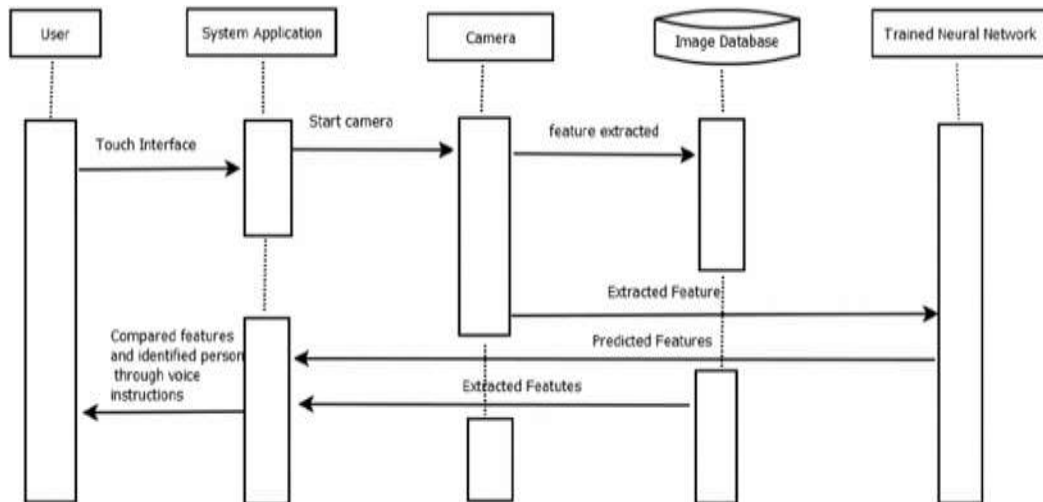 User
System Application
Camera
Image Database
Trained Neural Network
Touch Interface
Start camera
feature extracted
Extracted Feature
Predicted Features
Compared features
and identified person
through voice
instructions
Extracted Featutes